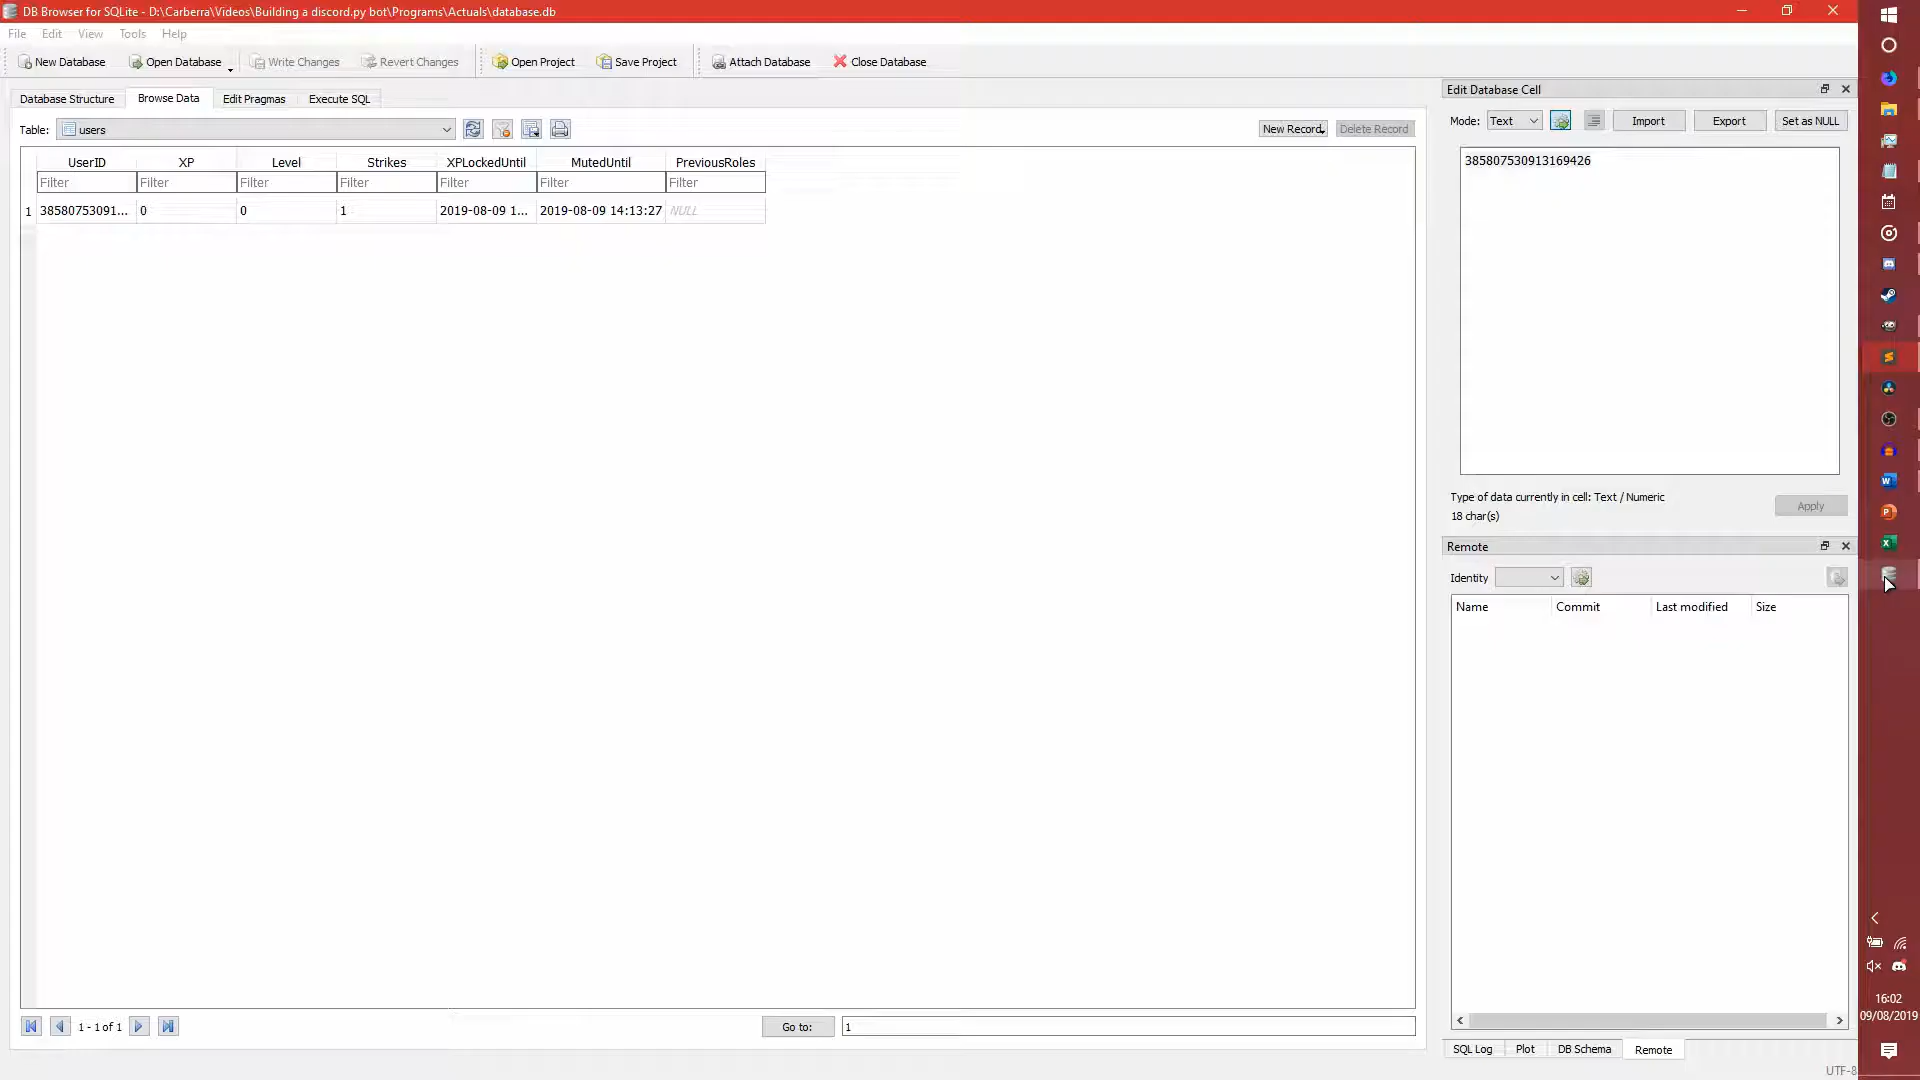 DB Browser for SQLite - D:\Carberra\Videos\Building a discord.py bot\Programs\Actuals\database.db
File Edit View Tools Help
New Database Open Database Write Changes Revert Changes Open Project Save Project Attach Database Close Database
Database Structure Browse Data Edit Pragmas Execute SQL
Table: users New Record Delete Record
UserID XP Level Strikes XPLockedUntil MutedUntil PreviousRoles
Filter Filter Filter Filter Filter Filter Filter
1 38580753091... 0 0 1 2019-08-09 1... 2019-08-09 14:13:27 NULL
1 - 1 of 1 Go to: 1
Edit Database Cell
Mode: Text Import Export Set as NULL
385807530913169426
Type of data currently in cell: Text / Numeric
18 char(s)
Apply
Remote
Identity
Name Commit Last modified Size
SQL Log Plot DB Schema Remote
UTF-8
16:02
09/08/2019